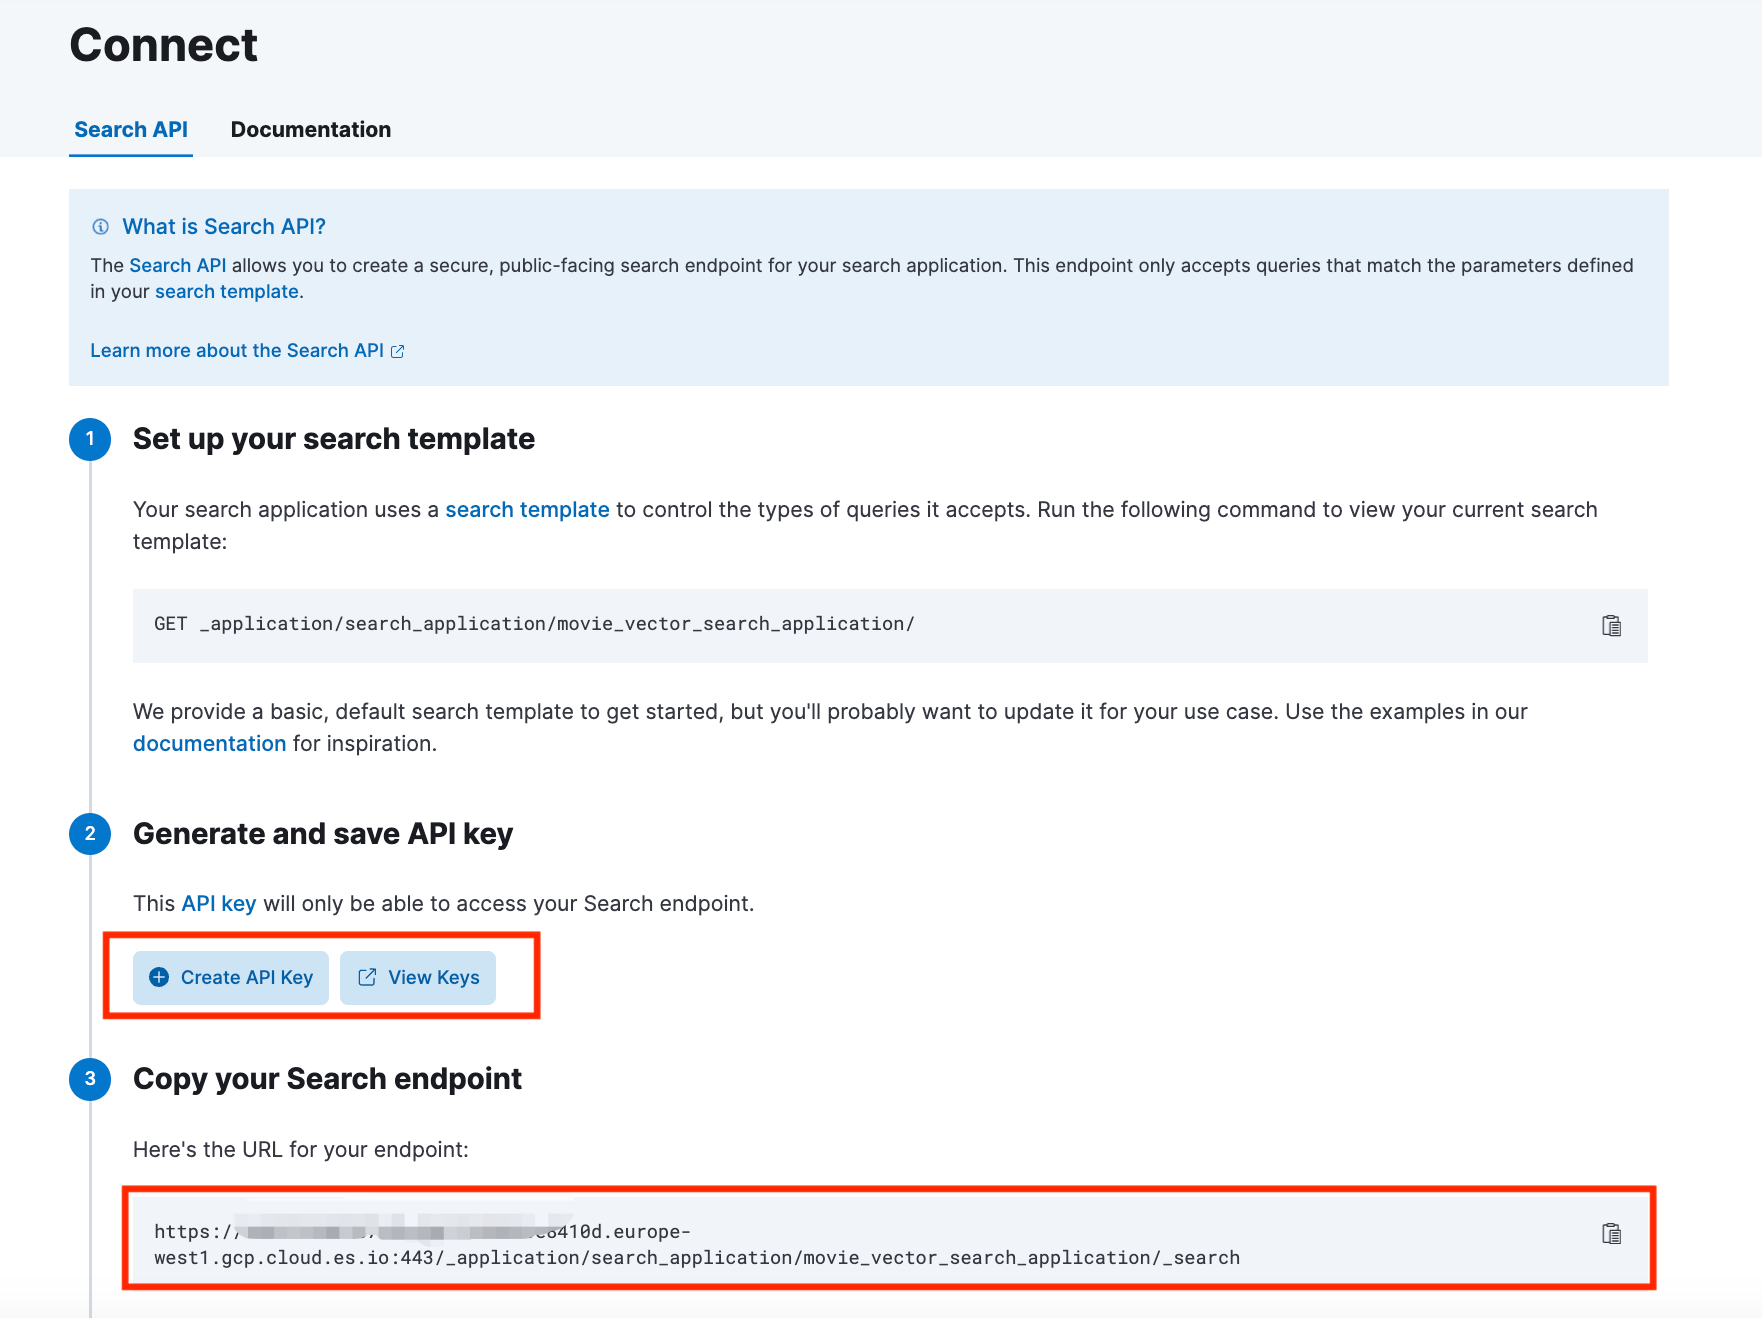 Connect
Search API Documentation
What is Search API?
The Search API allows you to create a secure, public-facing search endpoint for your search application. This endpoint only accepts queries that match the parameters defined
in your search template.
Learn more about the Search API
1 Set up your search template
Your search application uses a search template to control the types of queries it accepts. Run the following command to view your current search
template:
GET _application/search_application/movie_vector_search_application/
We provide a basic, default search template to get started, but you'll probably want to update it for your use case. Use the examples in our
documentation for inspiration.
2 Generate and save API key
This API key will only be able to access your Search endpoint.
Create API Key View Keys
3 Copy your Search endpoint
Here's the URL for your endpoint:
https:/ 8410d.europe-
west1.gcp.cloud.es.io:443/_application/search_application/movie_vector_search_application/_search